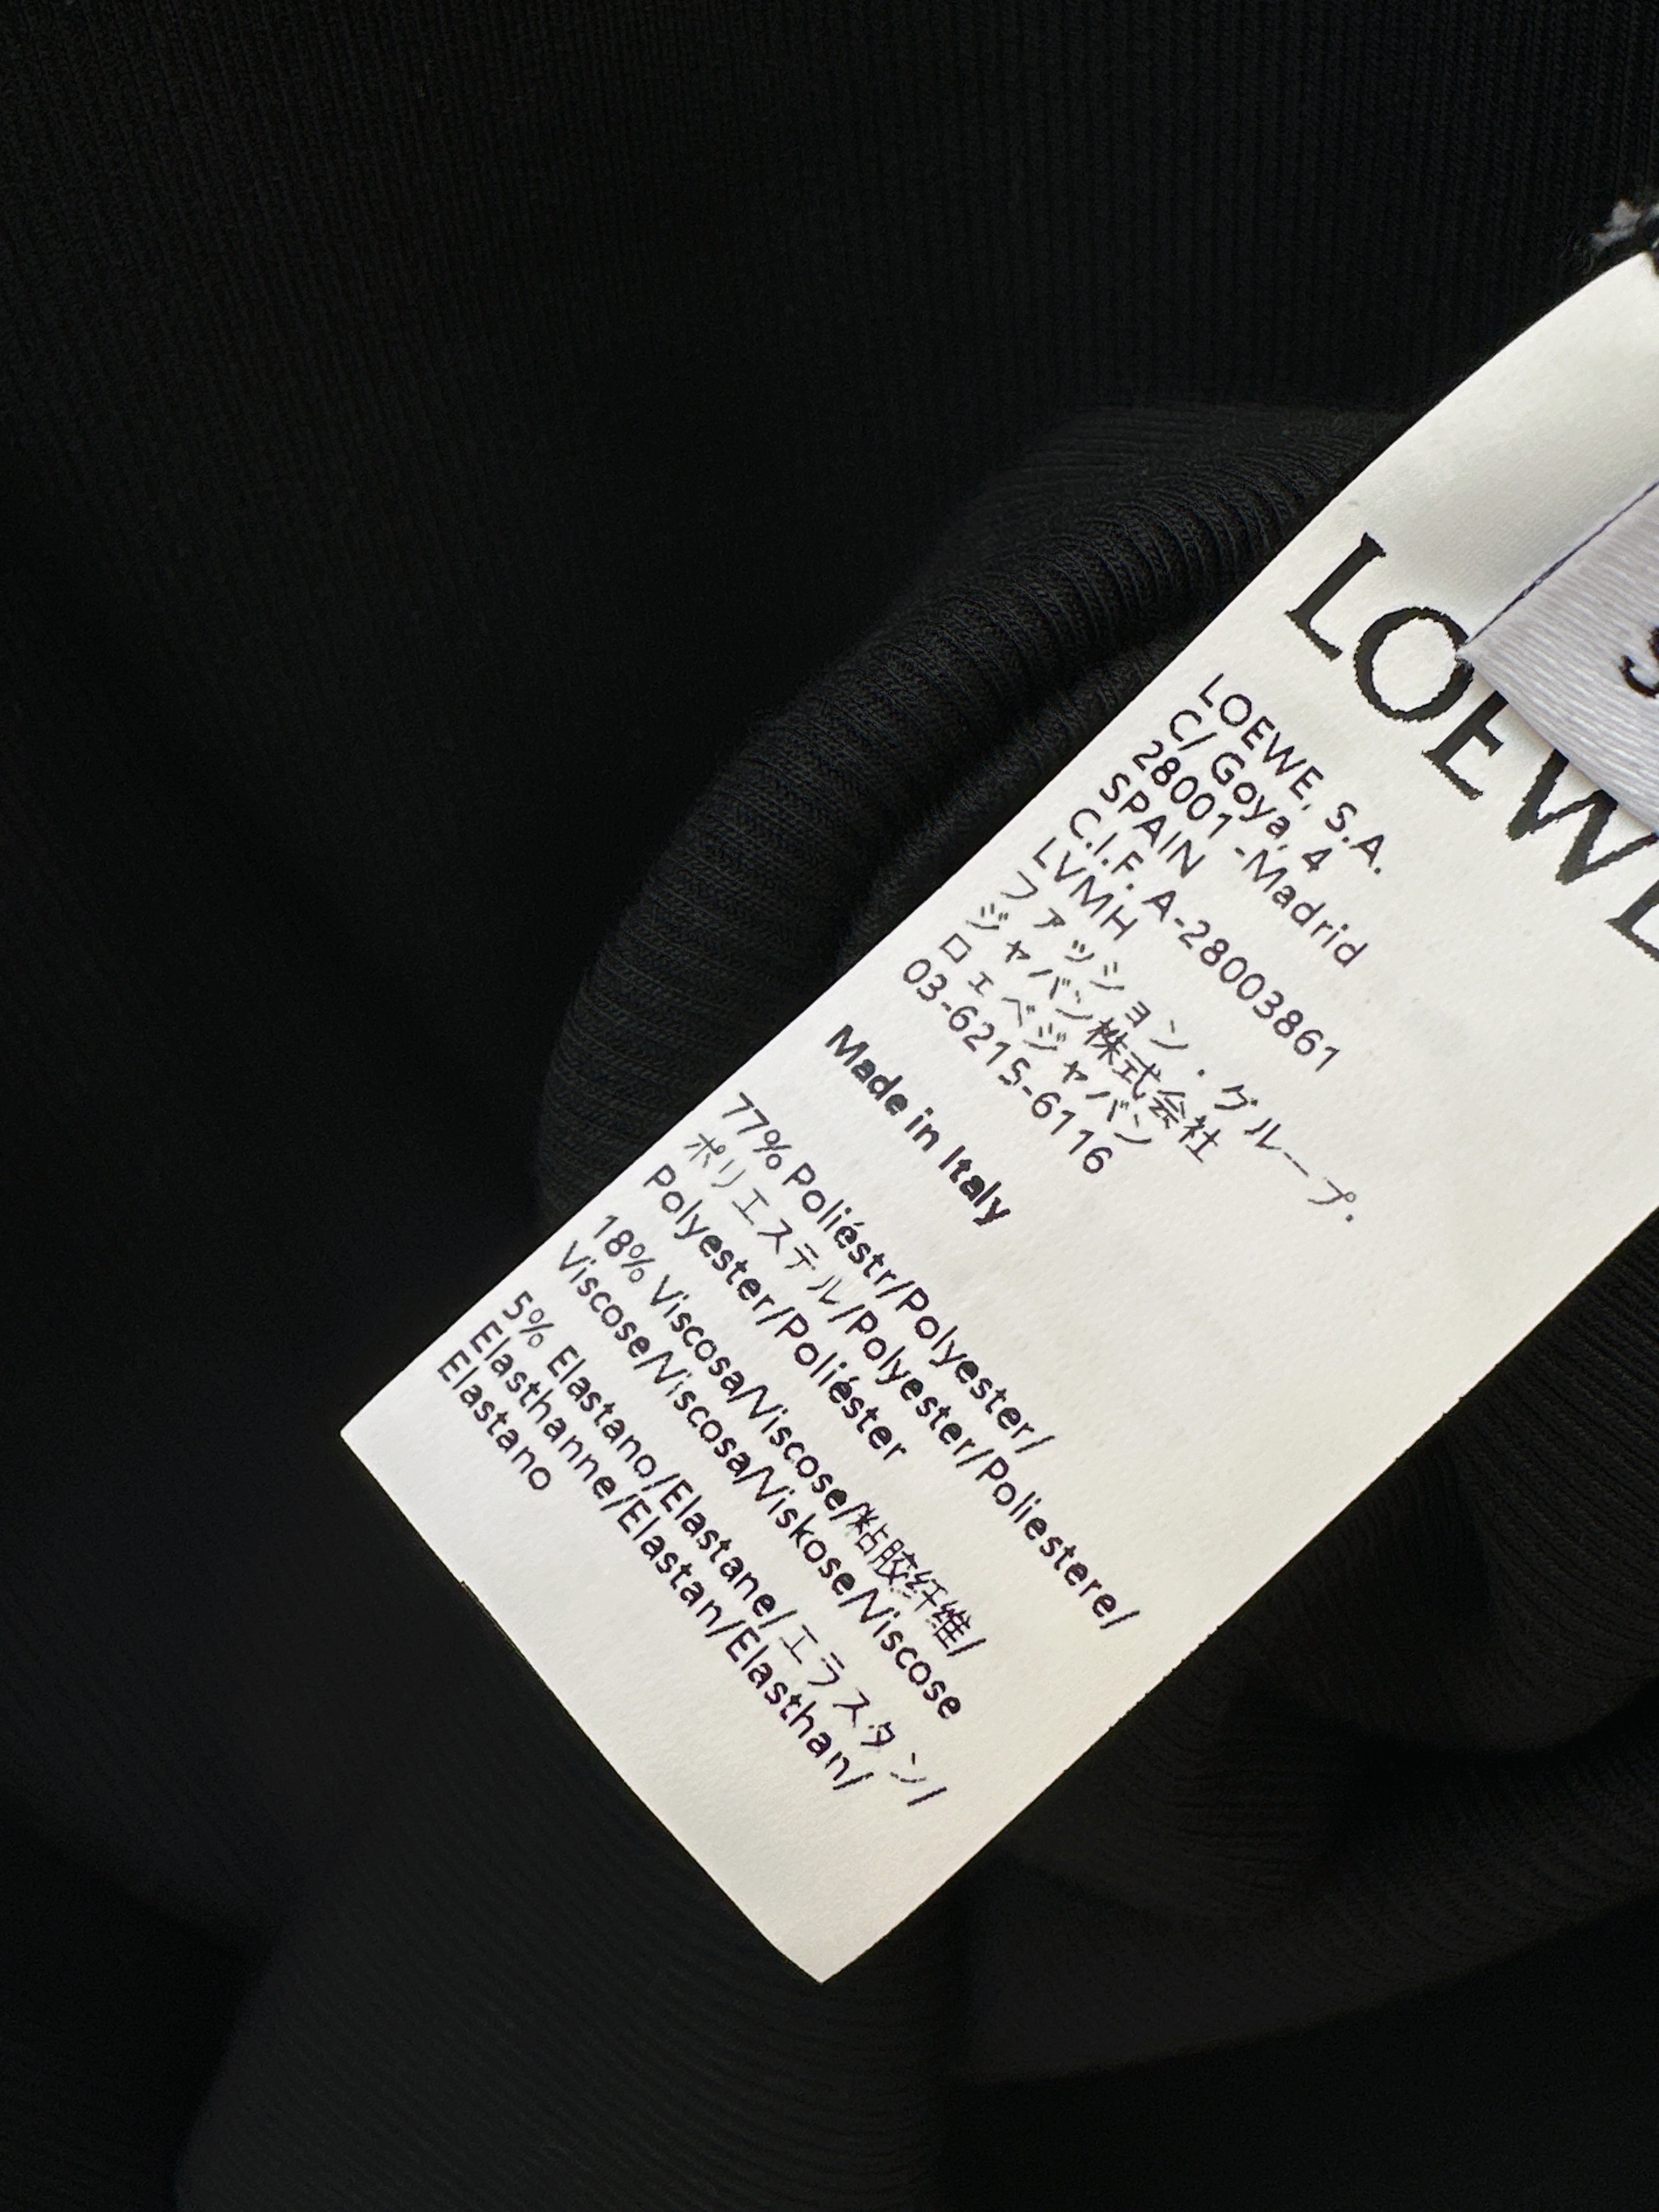 LOEWE
S
LOEWE, S.A.
C/ Goya, 4
28001 -Madrid
SPAIN
C.I.F. A-28003861
LVMH
ファッション・グループ.
ジャバン株式会社
ロェベジャバン
03-6215-6116
Made in Italy
77% Poliéstr/Polyester/
ポリエステル/Polyester/Poliestere/
Polyester/Poliéster
18% Viscosa/Viscose/粘胶纤维/
Viscose/Viscosa/Viskose/Viscose
5% Elastano/Elastane/エラスタン/
Elasthanne/Elastan/Elasthan/
Elastano